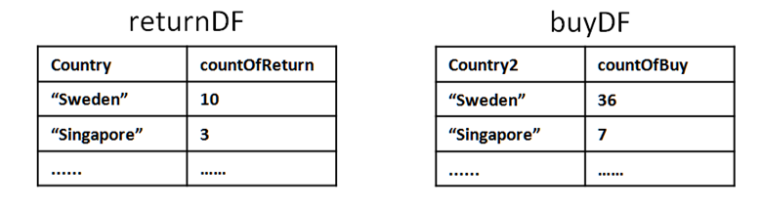 returnDF buyDF
Country countOfReturn Country2 countOfBuy
“Sweden” 10 “Sweden” 36
“Singapore” 3 “Singapore” 7
...... ...... ...... ......